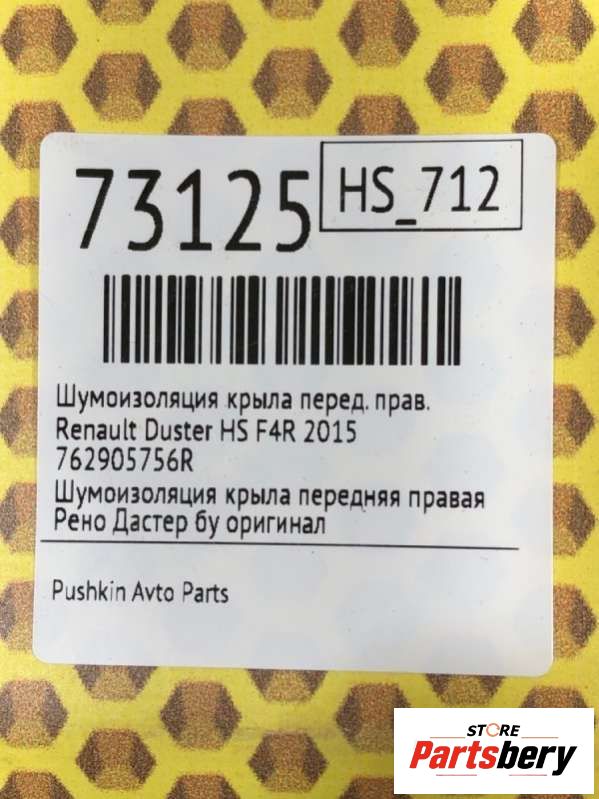 73125
HS_712
Шумоизоляция крыла перед. прав.
Renault Duster HS F4R 2015
762905756R
Шумоизоляция крыла передняя правая
Рено Дастер бу оригинал
Pushkin Avto Parts
STORE
Partsbery